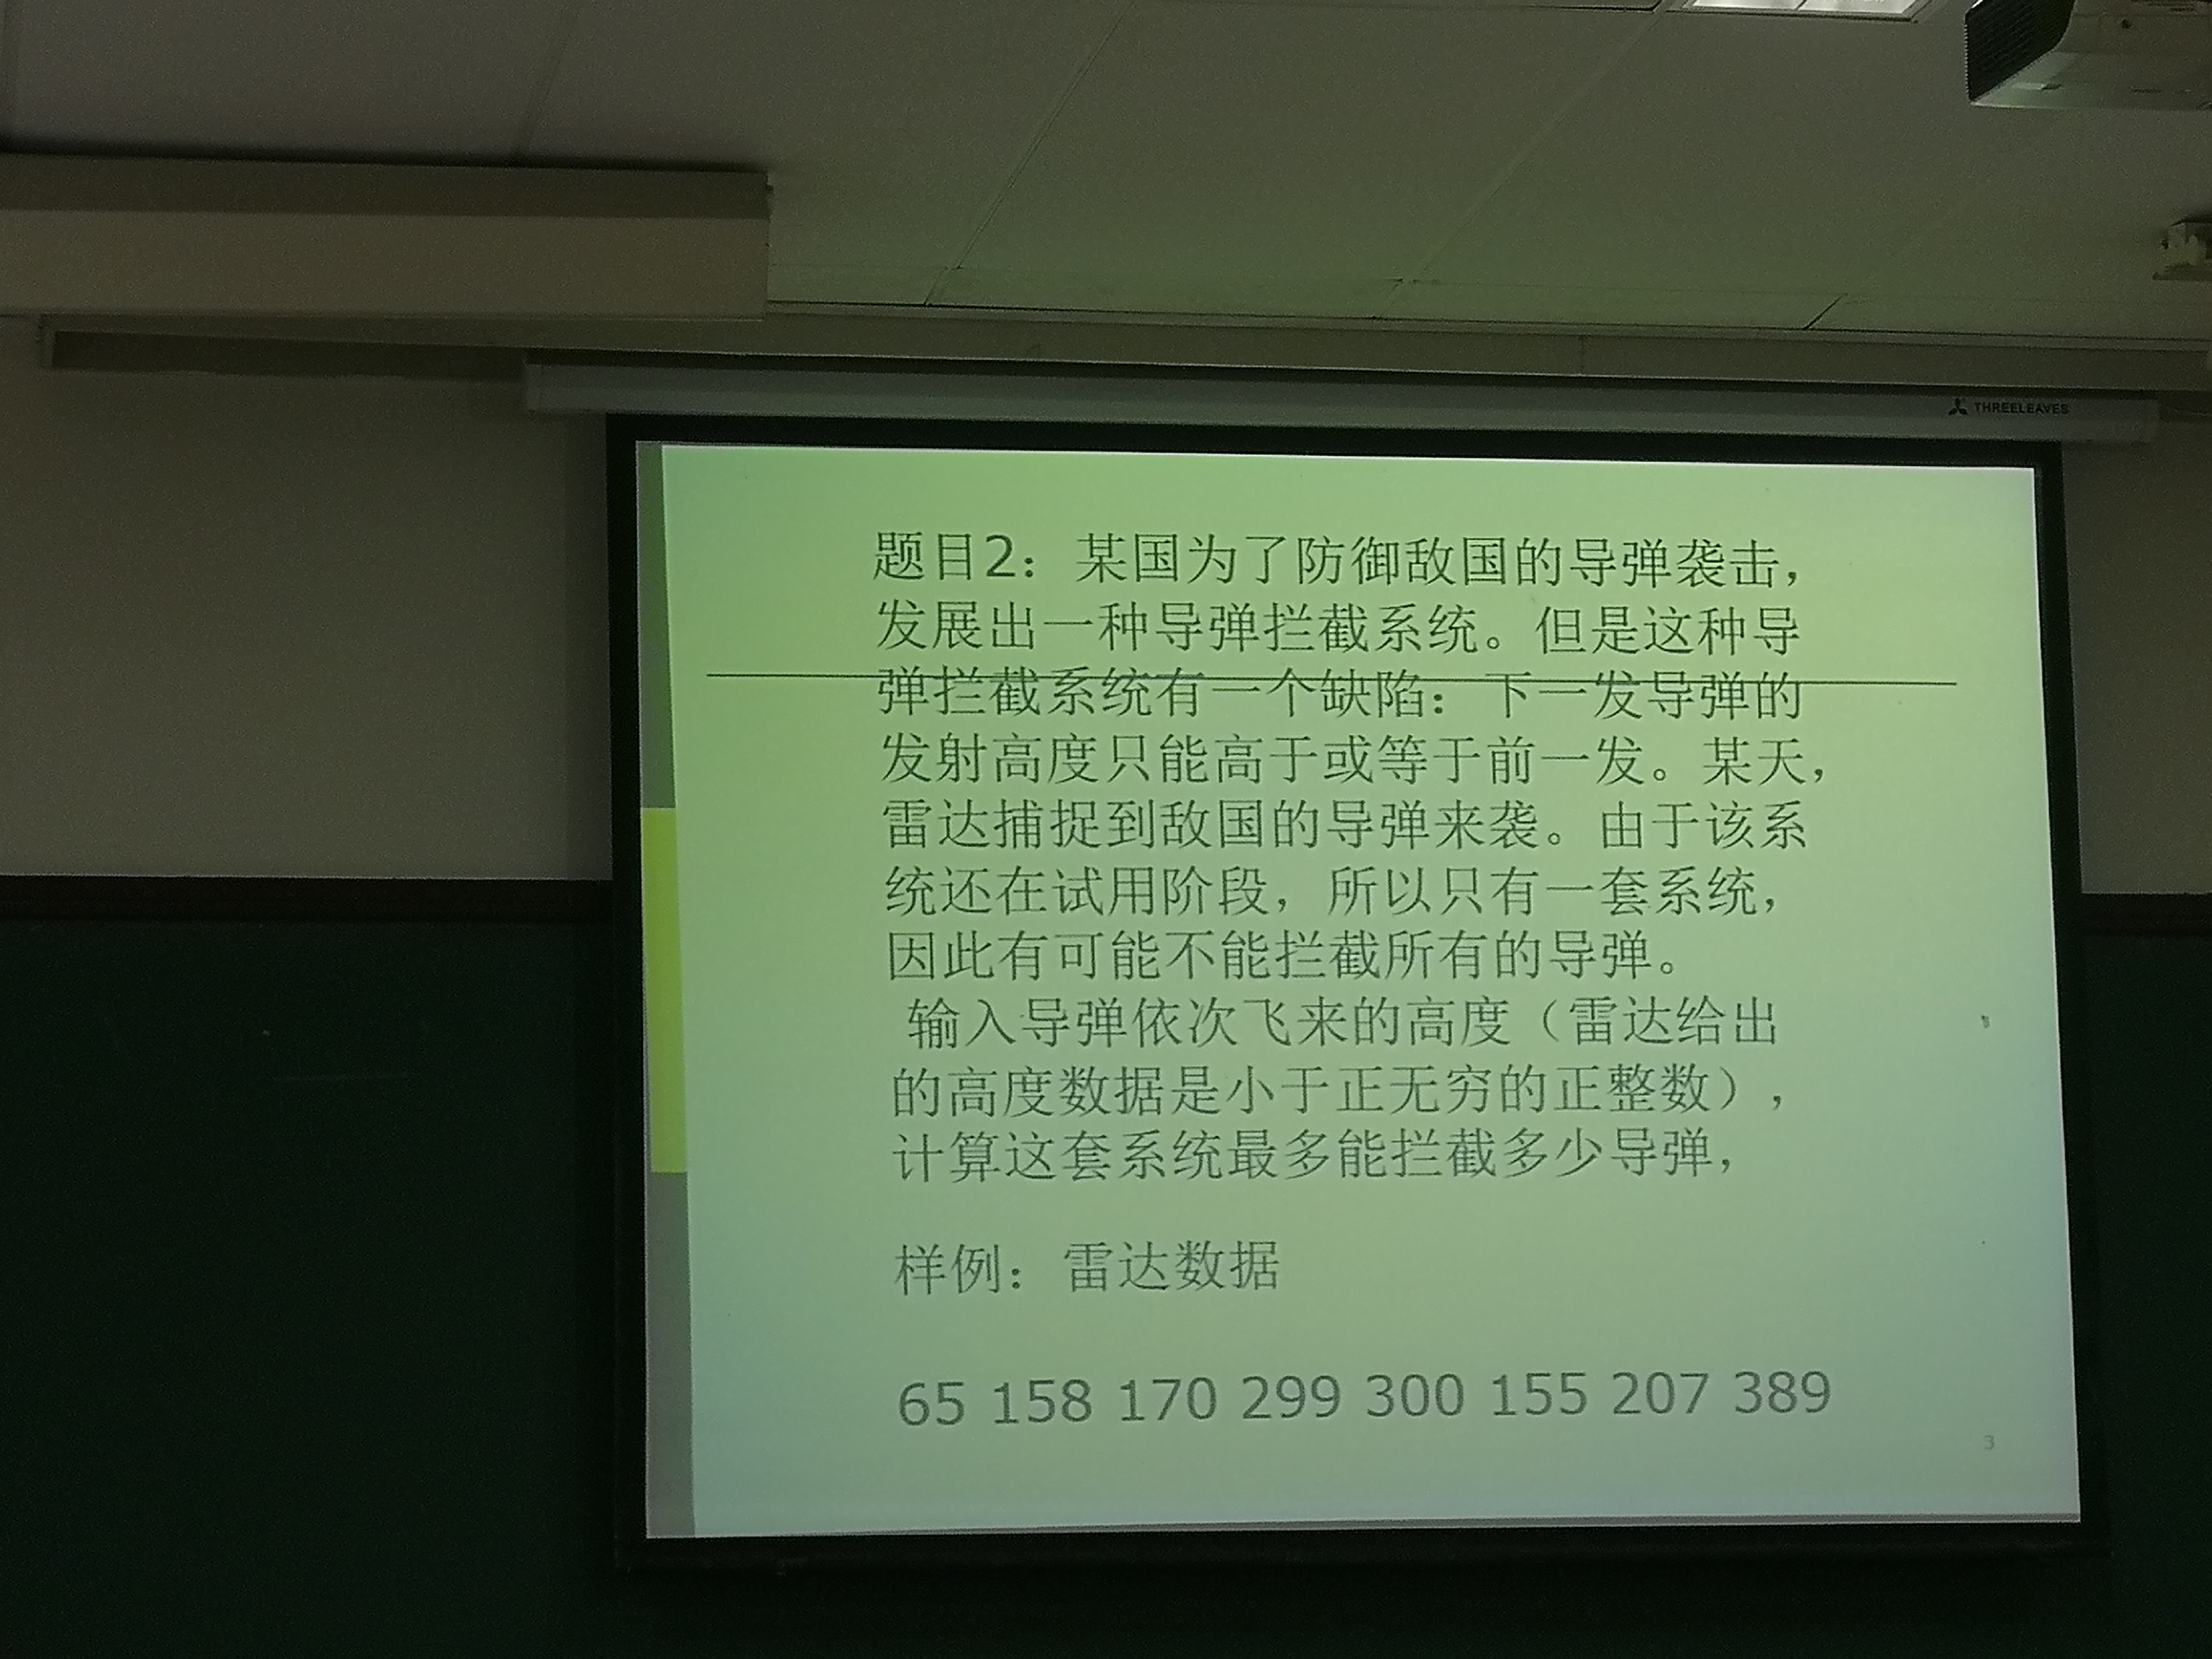 THREELEAVES
题目2：某国为了防御敌国的导弹袭击，
发展出一种导弹拦截系统。但是这种导
弹拦截系统有一个缺陷：下一发导弹的
发射高度只能高于或等于前一发。某天，
雷达捕捉到敌国的导弹来袭。由于该系
统还在试用阶段，所以只有一套系统，
因此有可能不能拦截所有的导弹。
输入导弹依次飞来的高度（雷达给出
的高度数据是小于正无穷的正整数），
计算这套系统最多能拦截多少导弹，
样例：雷达数据
65 158 170 299 300 155 207 389
3